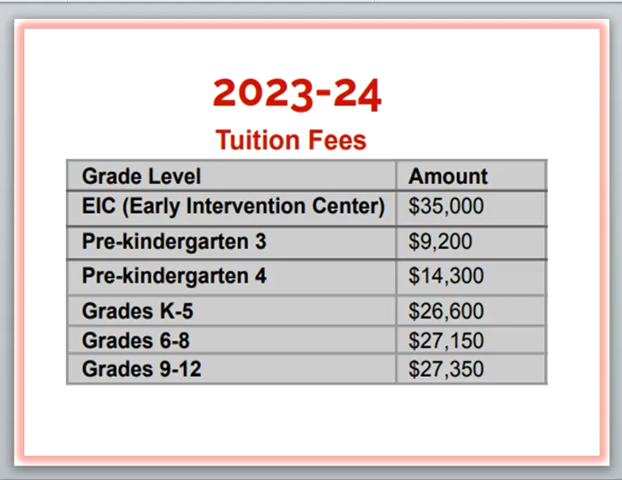 2023-24
Tuition Fees
Grade Level Amount
EIC (Early Intervention Center) $35,000
Pre-kindergarten 3 $9,200
Pre-kindergarten 4 $14,300
Grades K-5 $26,600
Grades 6-8 $27,150
Grades 9-12 $27,350